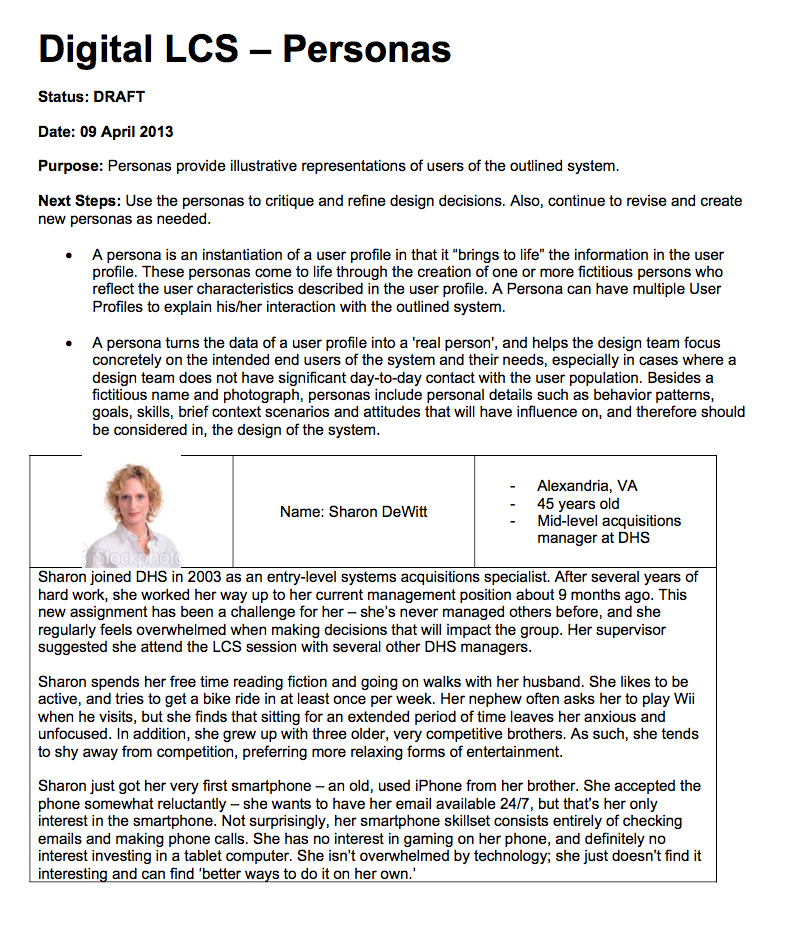 Digital LCS – Personas
Status: DRAFT
Date: 09 April 2013
Purpose: Personas provide illustrative representations of users of the outlined system.
Next Steps: Use the personas to critique and refine design decisions. Also, continue to revise and create
new personas as needed.
• A persona is an instantiation of a user profile in that it “brings to life” the information in the user
profile. These personas come to life through the creation of one or more fictitious persons who
reflect the user characteristics described in the user profile. A Persona can have multiple User
Profiles to explain his/her interaction with the outlined system.
• A persona turns the data of a user profile into a 'real person', and helps the design team focus
concretely on the intended end users of the system and their needs, especially in cases where a
design team does not have significant day-to-day contact with the user population. Besides a
fictitious name and photograph, personas include personal details such as behavior patterns,
goals, skills, brief context scenarios and attitudes that will have influence on, and therefore should
be considered in, the design of the system.
iStockphoto
Name: Sharon DeWitt
- Alexandria, VA
- 45 years old
- Mid-level acquisitions
manager at DHS
Sharon joined DHS in 2003 as an entry-level systems acquisitions specialist. After several years of
hard work, she worked her way up to her current management position about 9 months ago. This
new assignment has been a challenge for her – she’s never managed others before, and she
regularly feels overwhelmed when making decisions that will impact the group. Her supervisor
suggested she attend the LCS session with several other DHS managers.
Sharon spends her free time reading fiction and going on walks with her husband. She likes to be
active, and tries to get a bike ride in at least once per week. Her nephew often asks her to play Wii
when he visits, but she finds that sitting for an extended period of time leaves her anxious and
unfocused. In addition, she grew up with three older, very competitive brothers. As such, she tends
to shy away from competition, preferring more relaxing forms of entertainment.
Sharon just got her very first smartphone – an old, used iPhone from her brother. She accepted the
phone somewhat reluctantly – she wants to have her email available 24/7, but that’s her only
interest in the smartphone. Not surprisingly, her smartphone skillset consists entirely of checking
emails and making phone calls. She has no interest in gaming on her phone, and definitely no
interest investing in a tablet computer. She isn’t overwhelmed by technology; she just doesn’t find it
interesting and can find ‘better ways to do it on her own.’